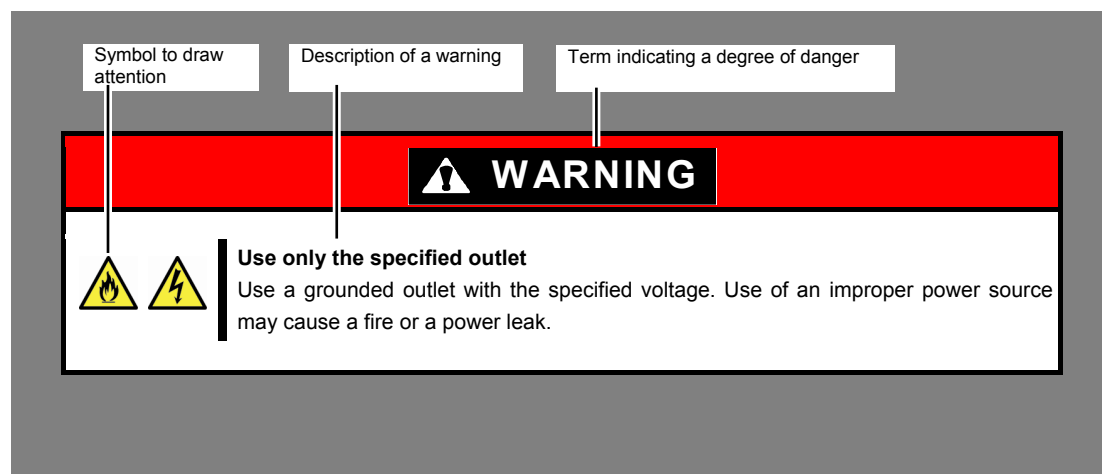 Symbol to draw
attention
Description of a warning
Term indicating a degree of danger
WARNING
Use only the specified outlet
Use a grounded outlet with the specified voltage. Use of an improper power source
may cause a fire or a power leak.